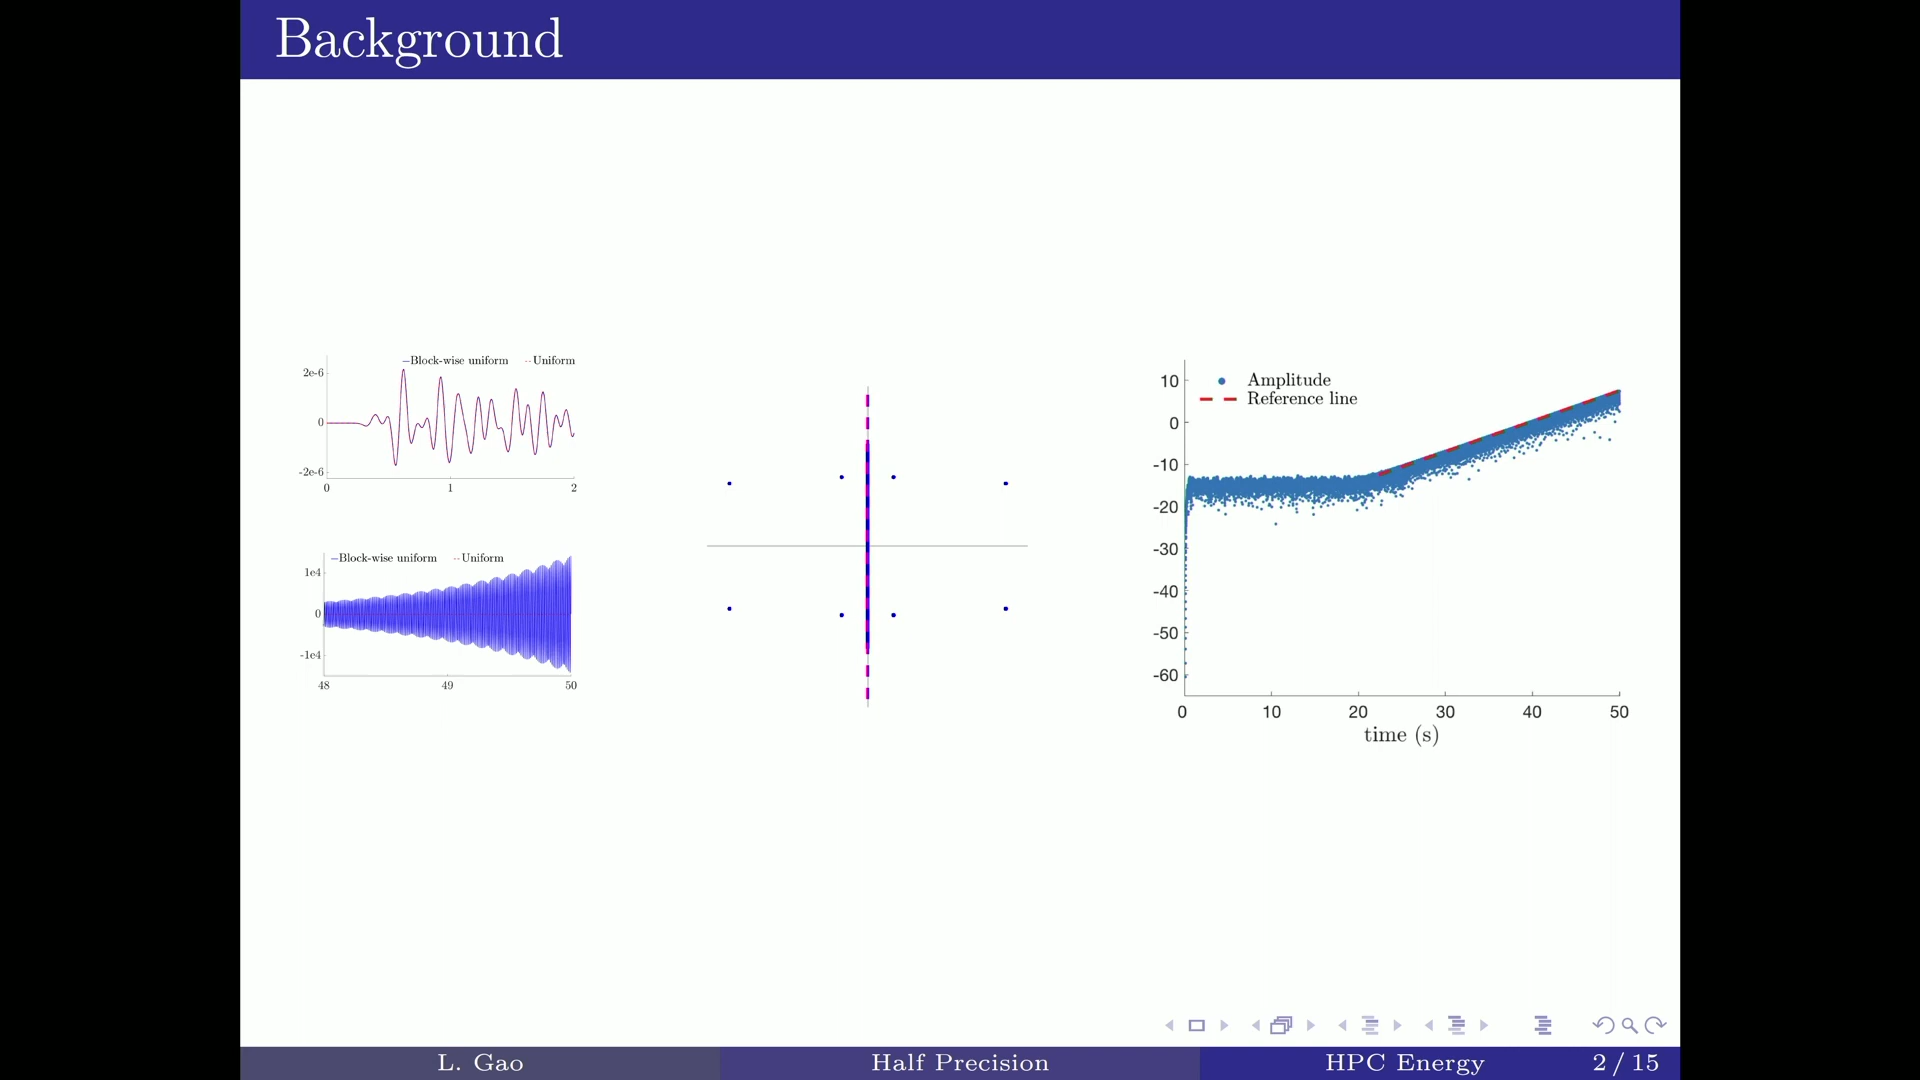 Background
Block-wise uniform Uniform
2e-6
0
-2e-6
0 1 2
Block-wise uniform Uniform
1e4
0
-1e4
48 49 50
Amplitude
Reference line
10
0
-10
-20
-30
-40
-50
-60
0 10 20 30 40 50
time (s)
L. Gao Half Precision HPC Energy 2 / 15